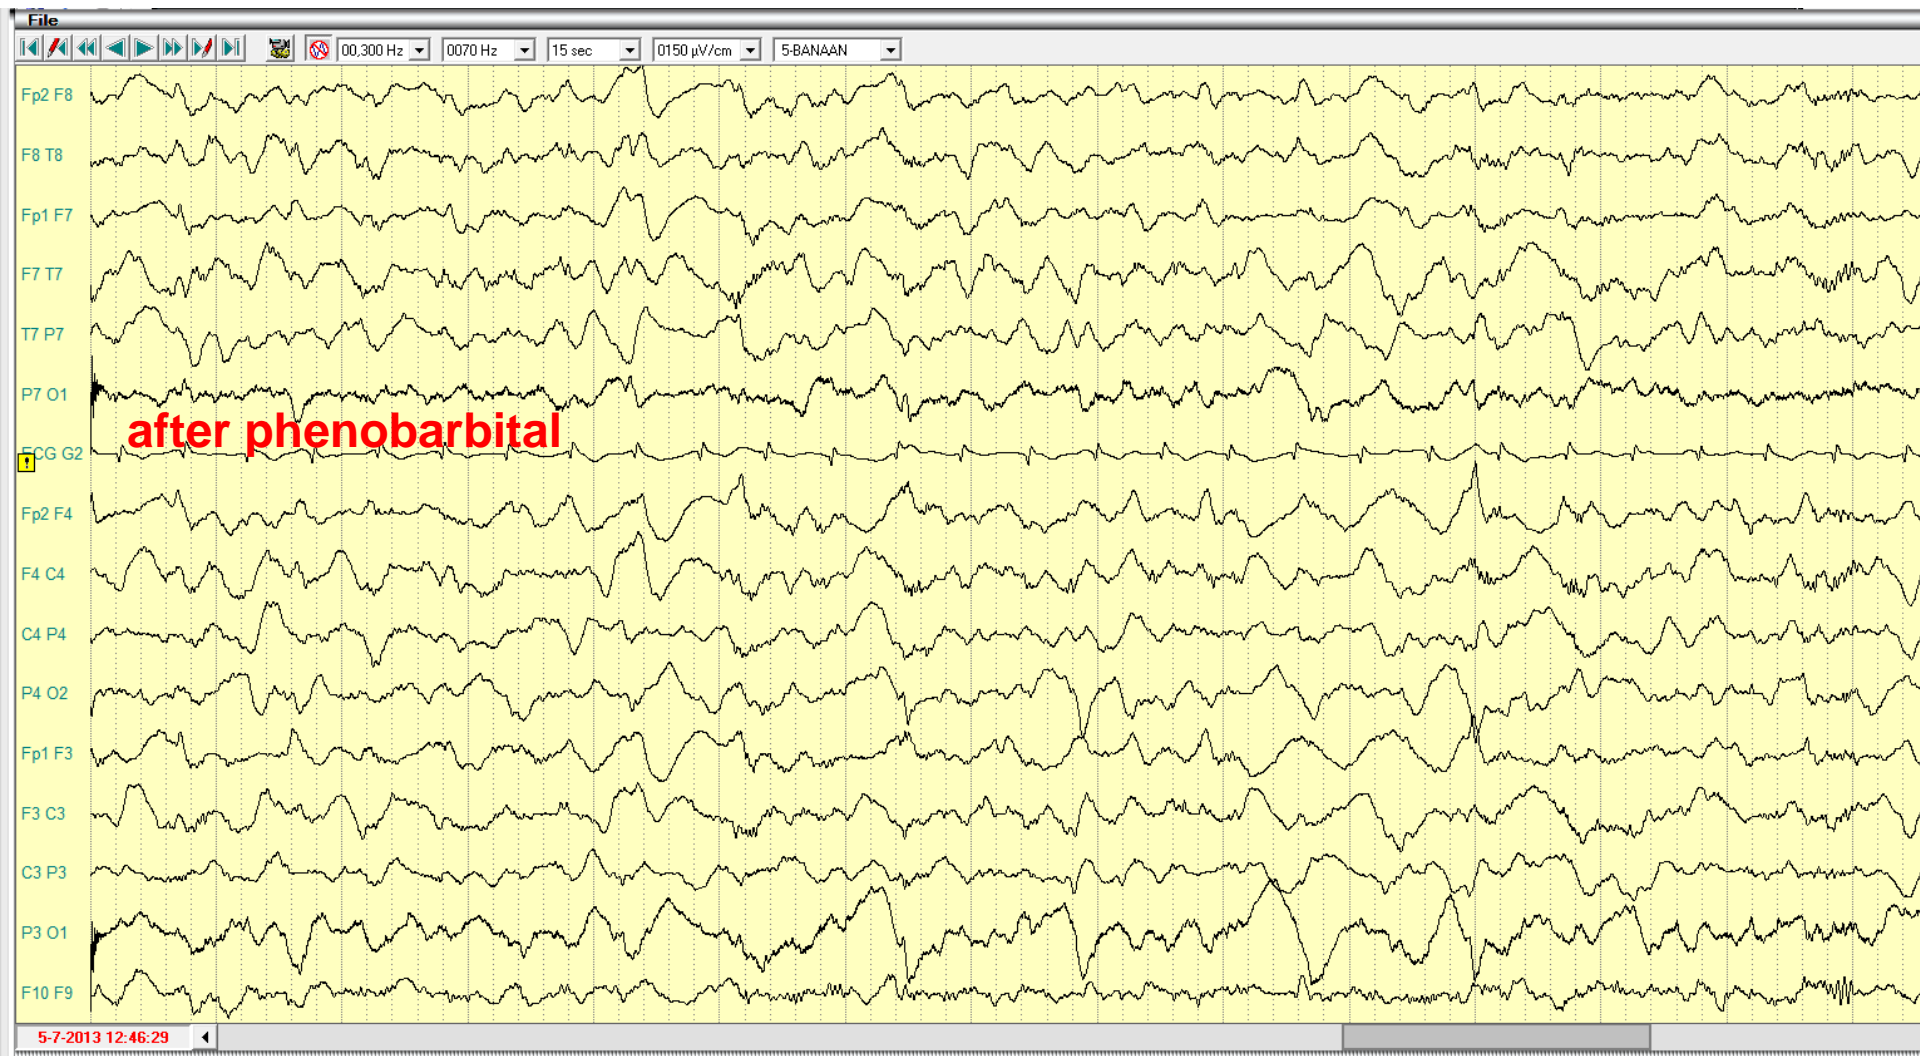 File
00,300 Hz 0070 Hz 15 sec 0150 µV/cm 5-BANAAN
Fp2 F8
F8 T8
Fp1 F7
F7 T7
T7 P7
P7 O1
after phenobarbital
ECG G2
Fp2 F4
F4 C4
C4 P4
P4 O2
Fp1 F3
F3 C3
C3 P3
P3 O1
F10 F9
5-7-2013 12:46:29